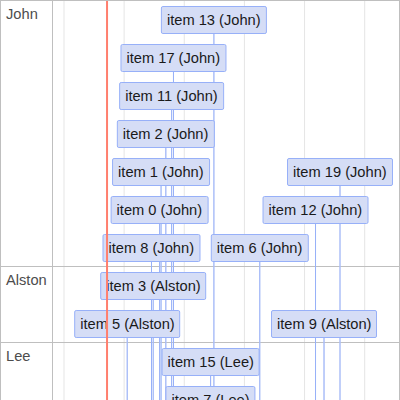 John
item 13 (John)
item 17 (John)
item 11 (John)
item 2 (John)
item 1 (John)
item 19 (John)
item 0 (John)
item 12 (John)
item 8 (John)
item 6 (John)
Alston
item 3 (Alston)
item 5 (Alston)
item 9 (Alston)
Lee
item 15 (Lee)
item 7 (Lee)